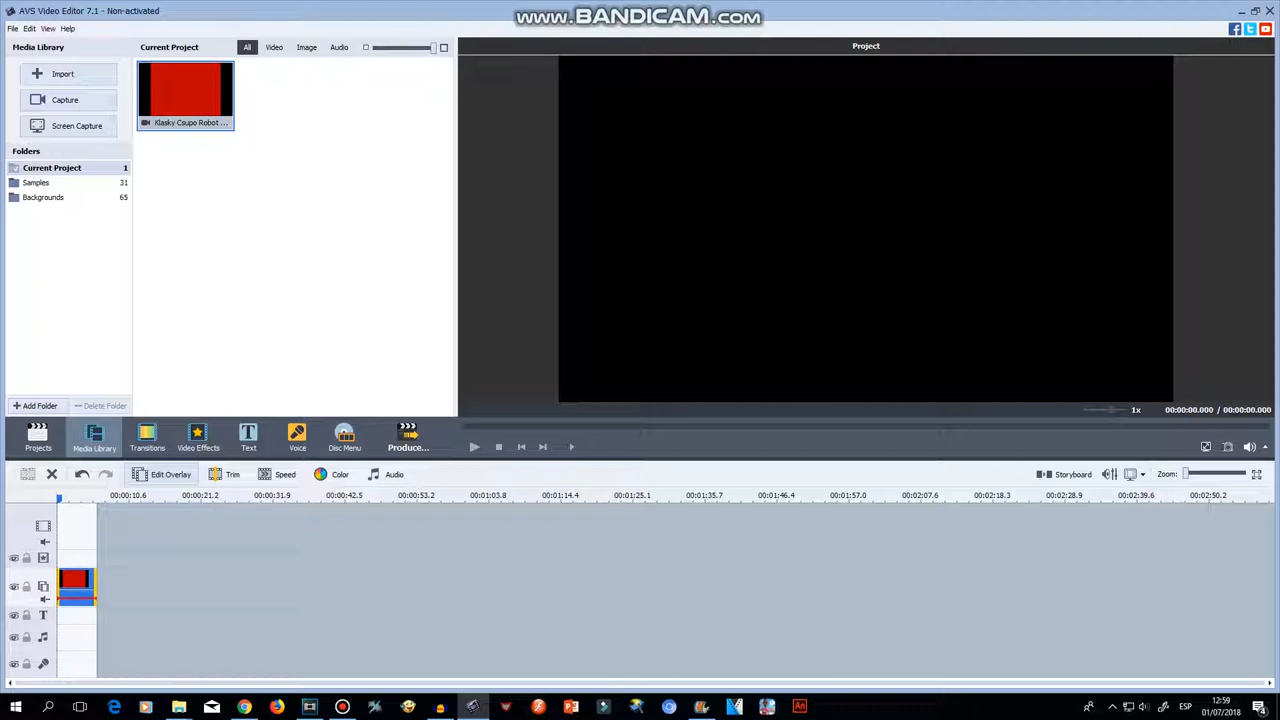 AVS Video Editor 7.1 - Non-activated
www.BANDICAM.com
File Edit View Help
Media Library
Current Project
All
Video
Image
Audio
Project
Import
Capture
Screen Capture
Klasky Csupo Robot ...
Folders
Current Project 1
Samples 31
Backgrounds 65
Add Folder
Delete Folder
1x
00:00:00.000 / 00:00:00.000
Projects
Media Library
Transitions
Video Effects
Text
Voice
Disc Menu
Produce...
Edit Overlay
Trim
Speed
Color
Audio
Storyboard
Zoom:
00:00:10.6 00:00:21.2 00:00:31.9 00:00:42.5 00:00:53.2 00:01:03.8 00:01:14.4 00:01:25.1 00:01:35.7 00:01:46.4 00:01:57.0 00:02:07.6 00:02:18.3 00:02:28.9 00:02:39.6 00:02:50.2
T
An
ESP
12:59
01/07/2018
4